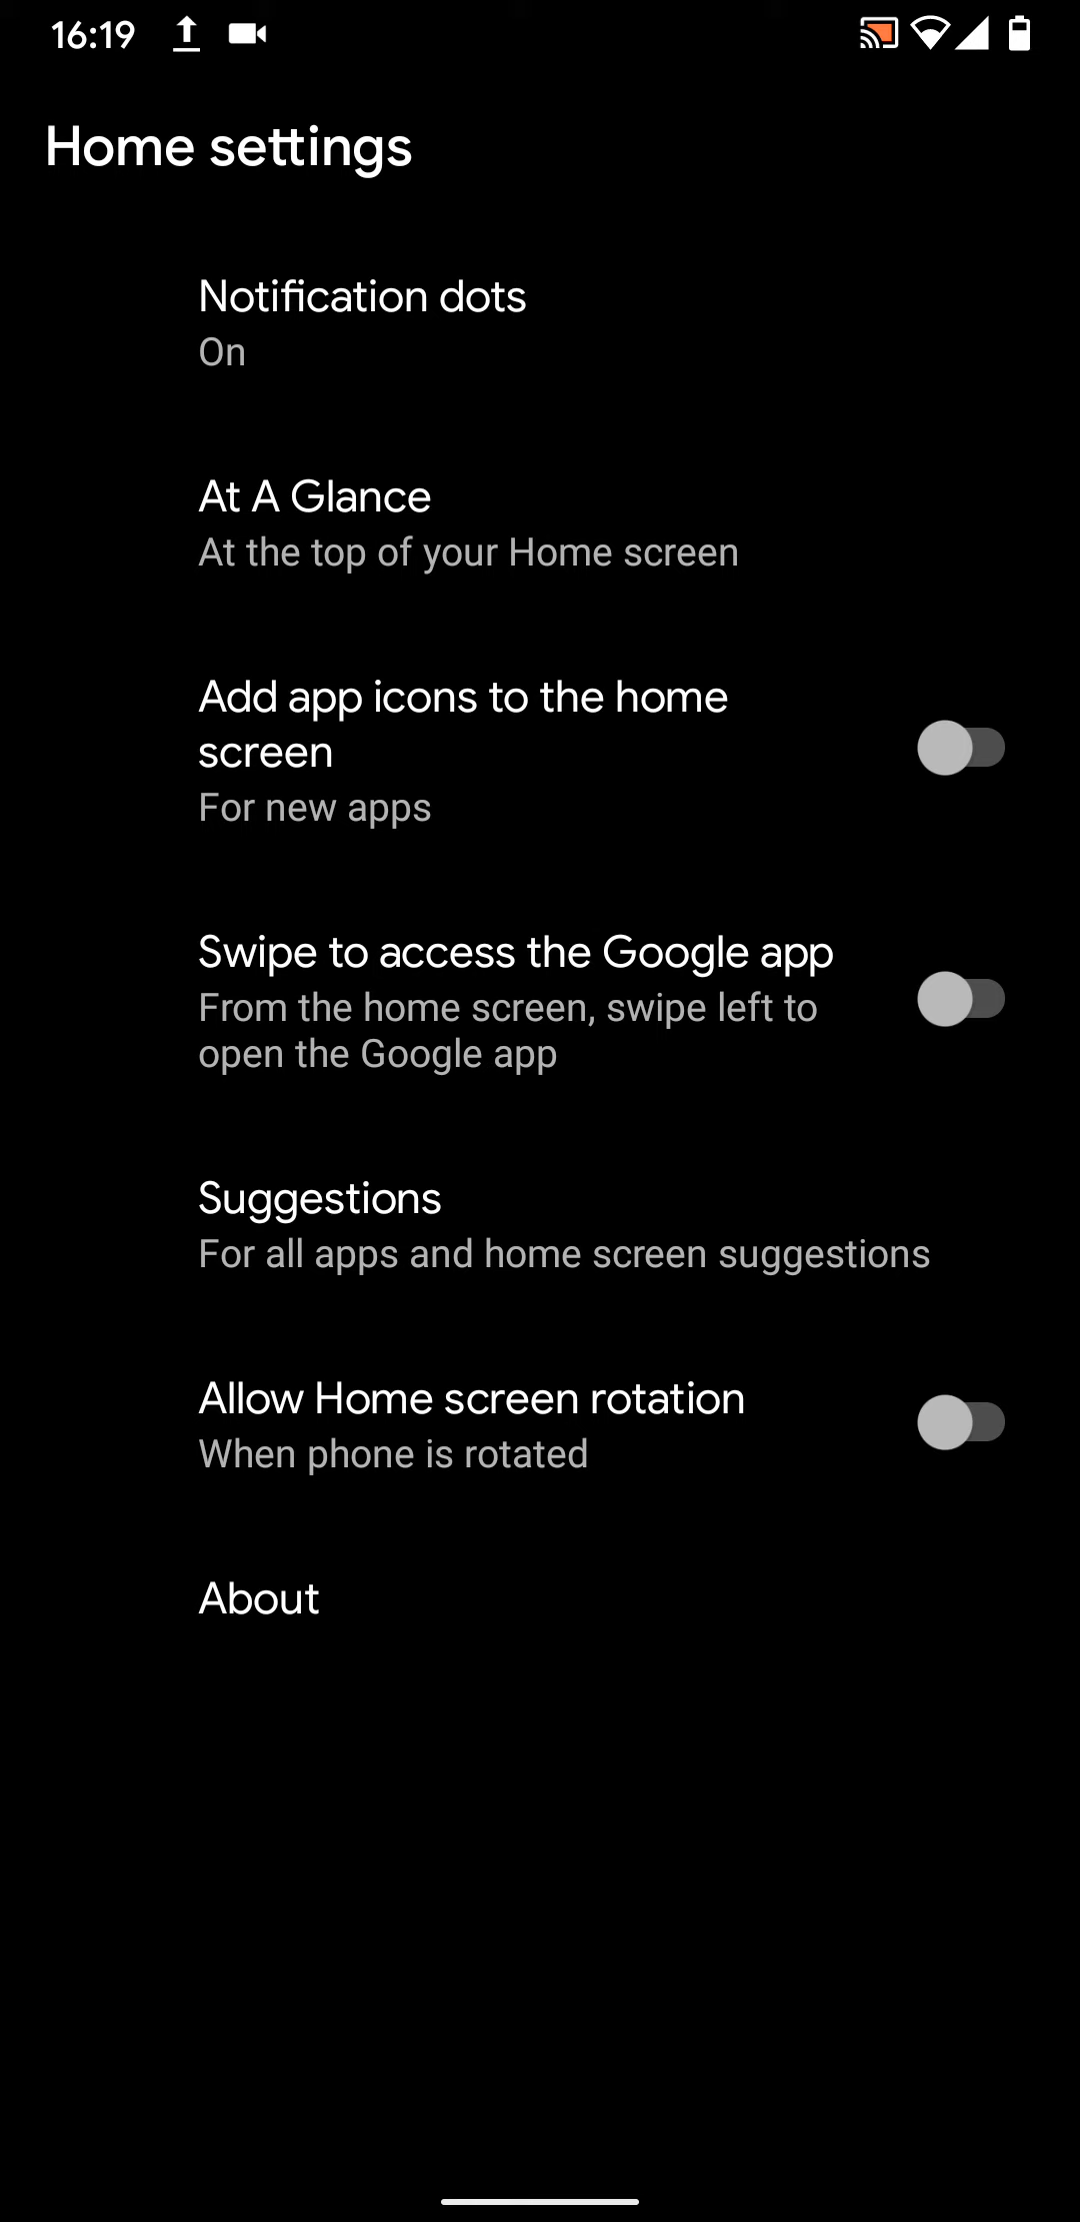 16:19
Home settings
Notification dots
On
At A Glance
At the top of your Home screen
Add app icons to the home
screen
For new apps
Swipe to access the Google app
From the home screen, swipe left to
open the Google app
Suggestions
For all apps and home screen suggestions
Allow Home screen rotation
When phone is rotated
About